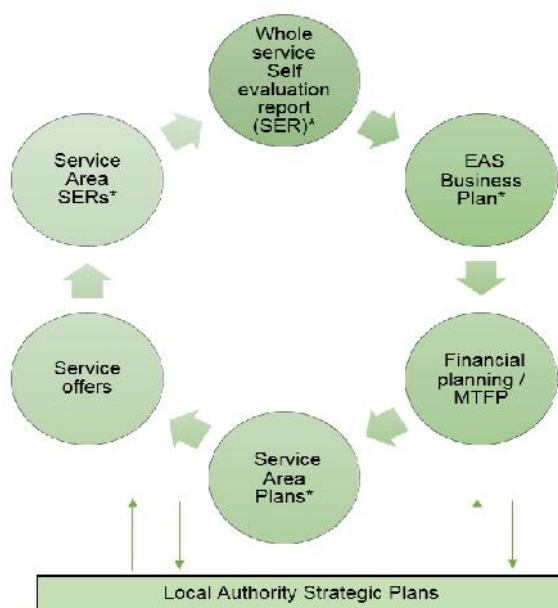 Whole
service
Self
evaluation
report
(SER)*
EAS
Business
Plan*
Financial
planning /
MTFP
Service
Area
Plans*
Service
offers
Service
Area
SERs*
Local Authority Strategic Plans